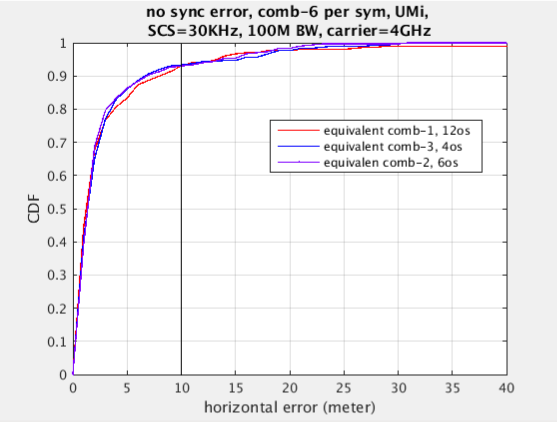 no sync error, comb-6 per sym, UMi,
SCS=30KHz, 100M BW, carrier=4GHz
1
0.9
0.8
0.7
0.6
0.5
0.4
0.3
0.2
0.1
0
CDF
equivalent comb-1, 12os
equivalent comb-3, 4os
equivalen comb-2, 6os
0 5 10 15 20 25 30 35 40
horizontal error (meter)